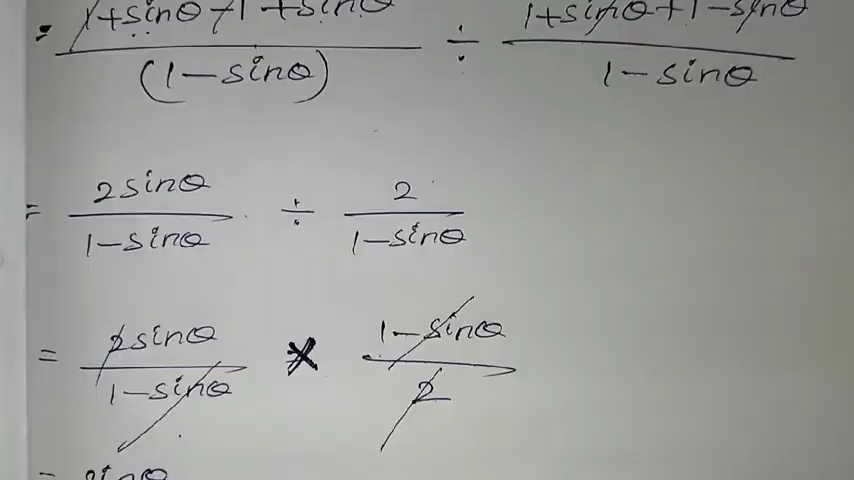 = (1+sinθ-1+sinθ)/(1-sinθ) ÷ (1+sinθ+1-sinθ)/(1-sinθ)
= 2sinθ/(1-sinθ) ÷ 2/(1-sinθ)
= 2sinθ/(1-sinθ) × (1-sinθ)/2
= sinθ